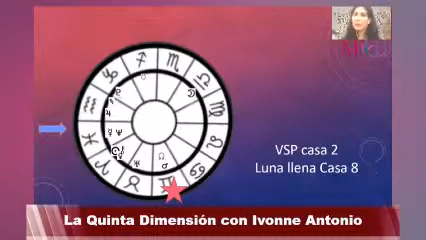 VSP casa 2
Luna llena Casa 8
La Quinta Dimensión con Ivonne Antonio